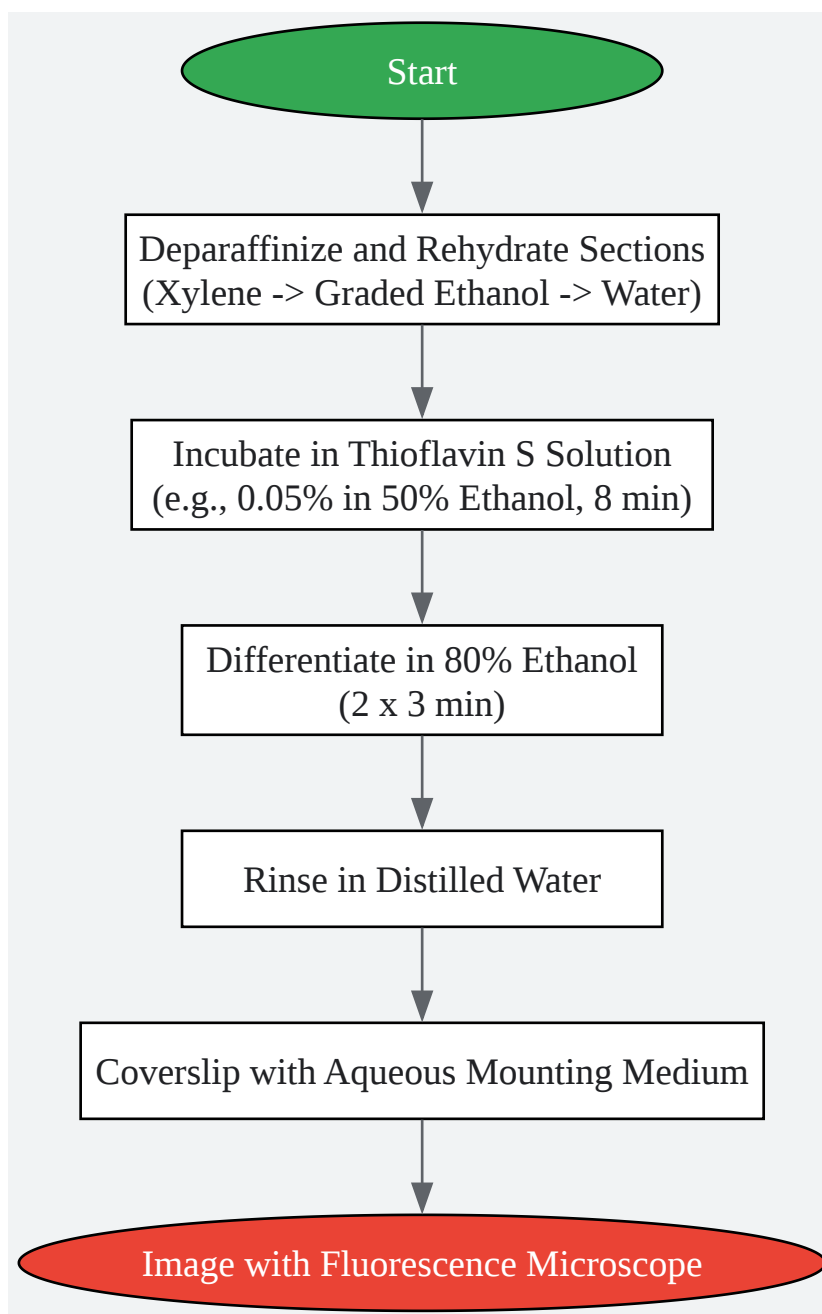 Start
Deparaffinize and Rehydrate Sections
(Xylene -> Graded Ethanol -> Water)
Incubate in Thioflavin S Solution
(e.g., 0.05% in 50% Ethanol, 8 min)
Differentiate in 80% Ethanol
(2 x 3 min)
Rinse in Distilled Water
Coverslip with Aqueous Mounting Medium
Image with Fluorescence Microscope